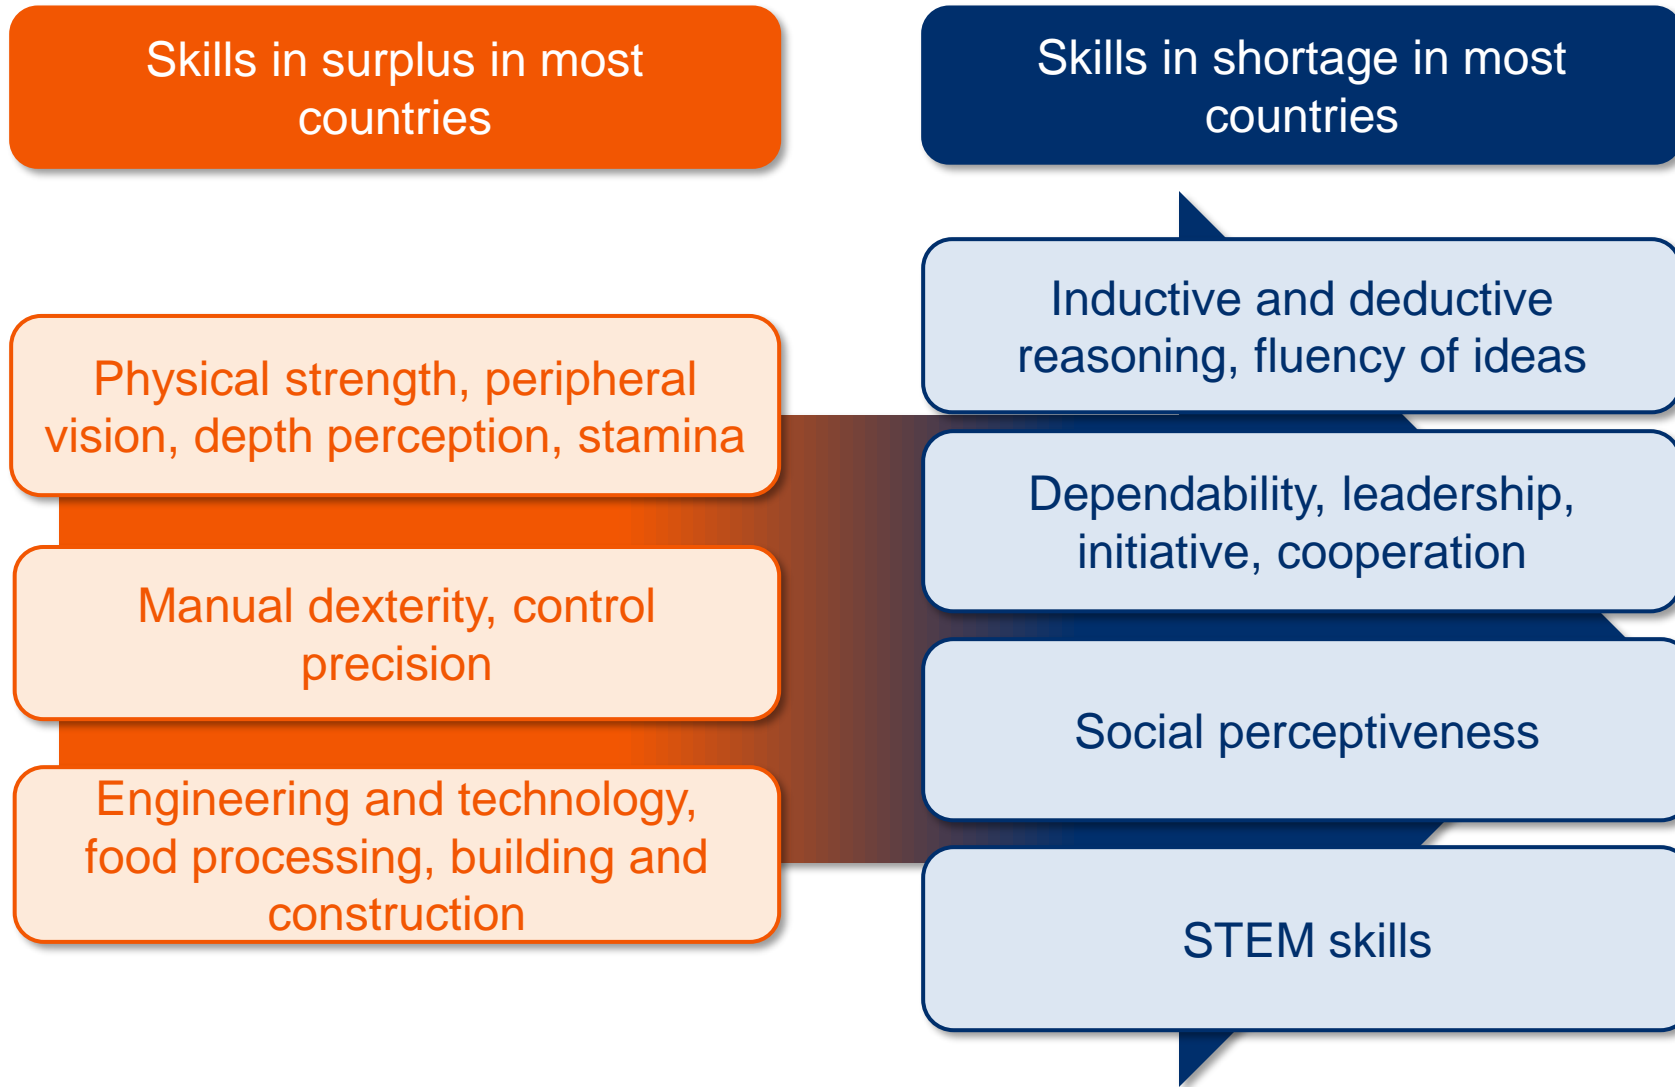 Skills in surplus in most
countries
Physical strength, peripheral
vision, depth perception, stamina
Manual dexterity, control
precision
Engineering and technology,
food processing, building and
construction
Skills in shortage in most
countries
Inductive and deductive
reasoning, fluency of ideas
Dependability, leadership,
initiative, cooperation
Social perceptiveness
STEM skills